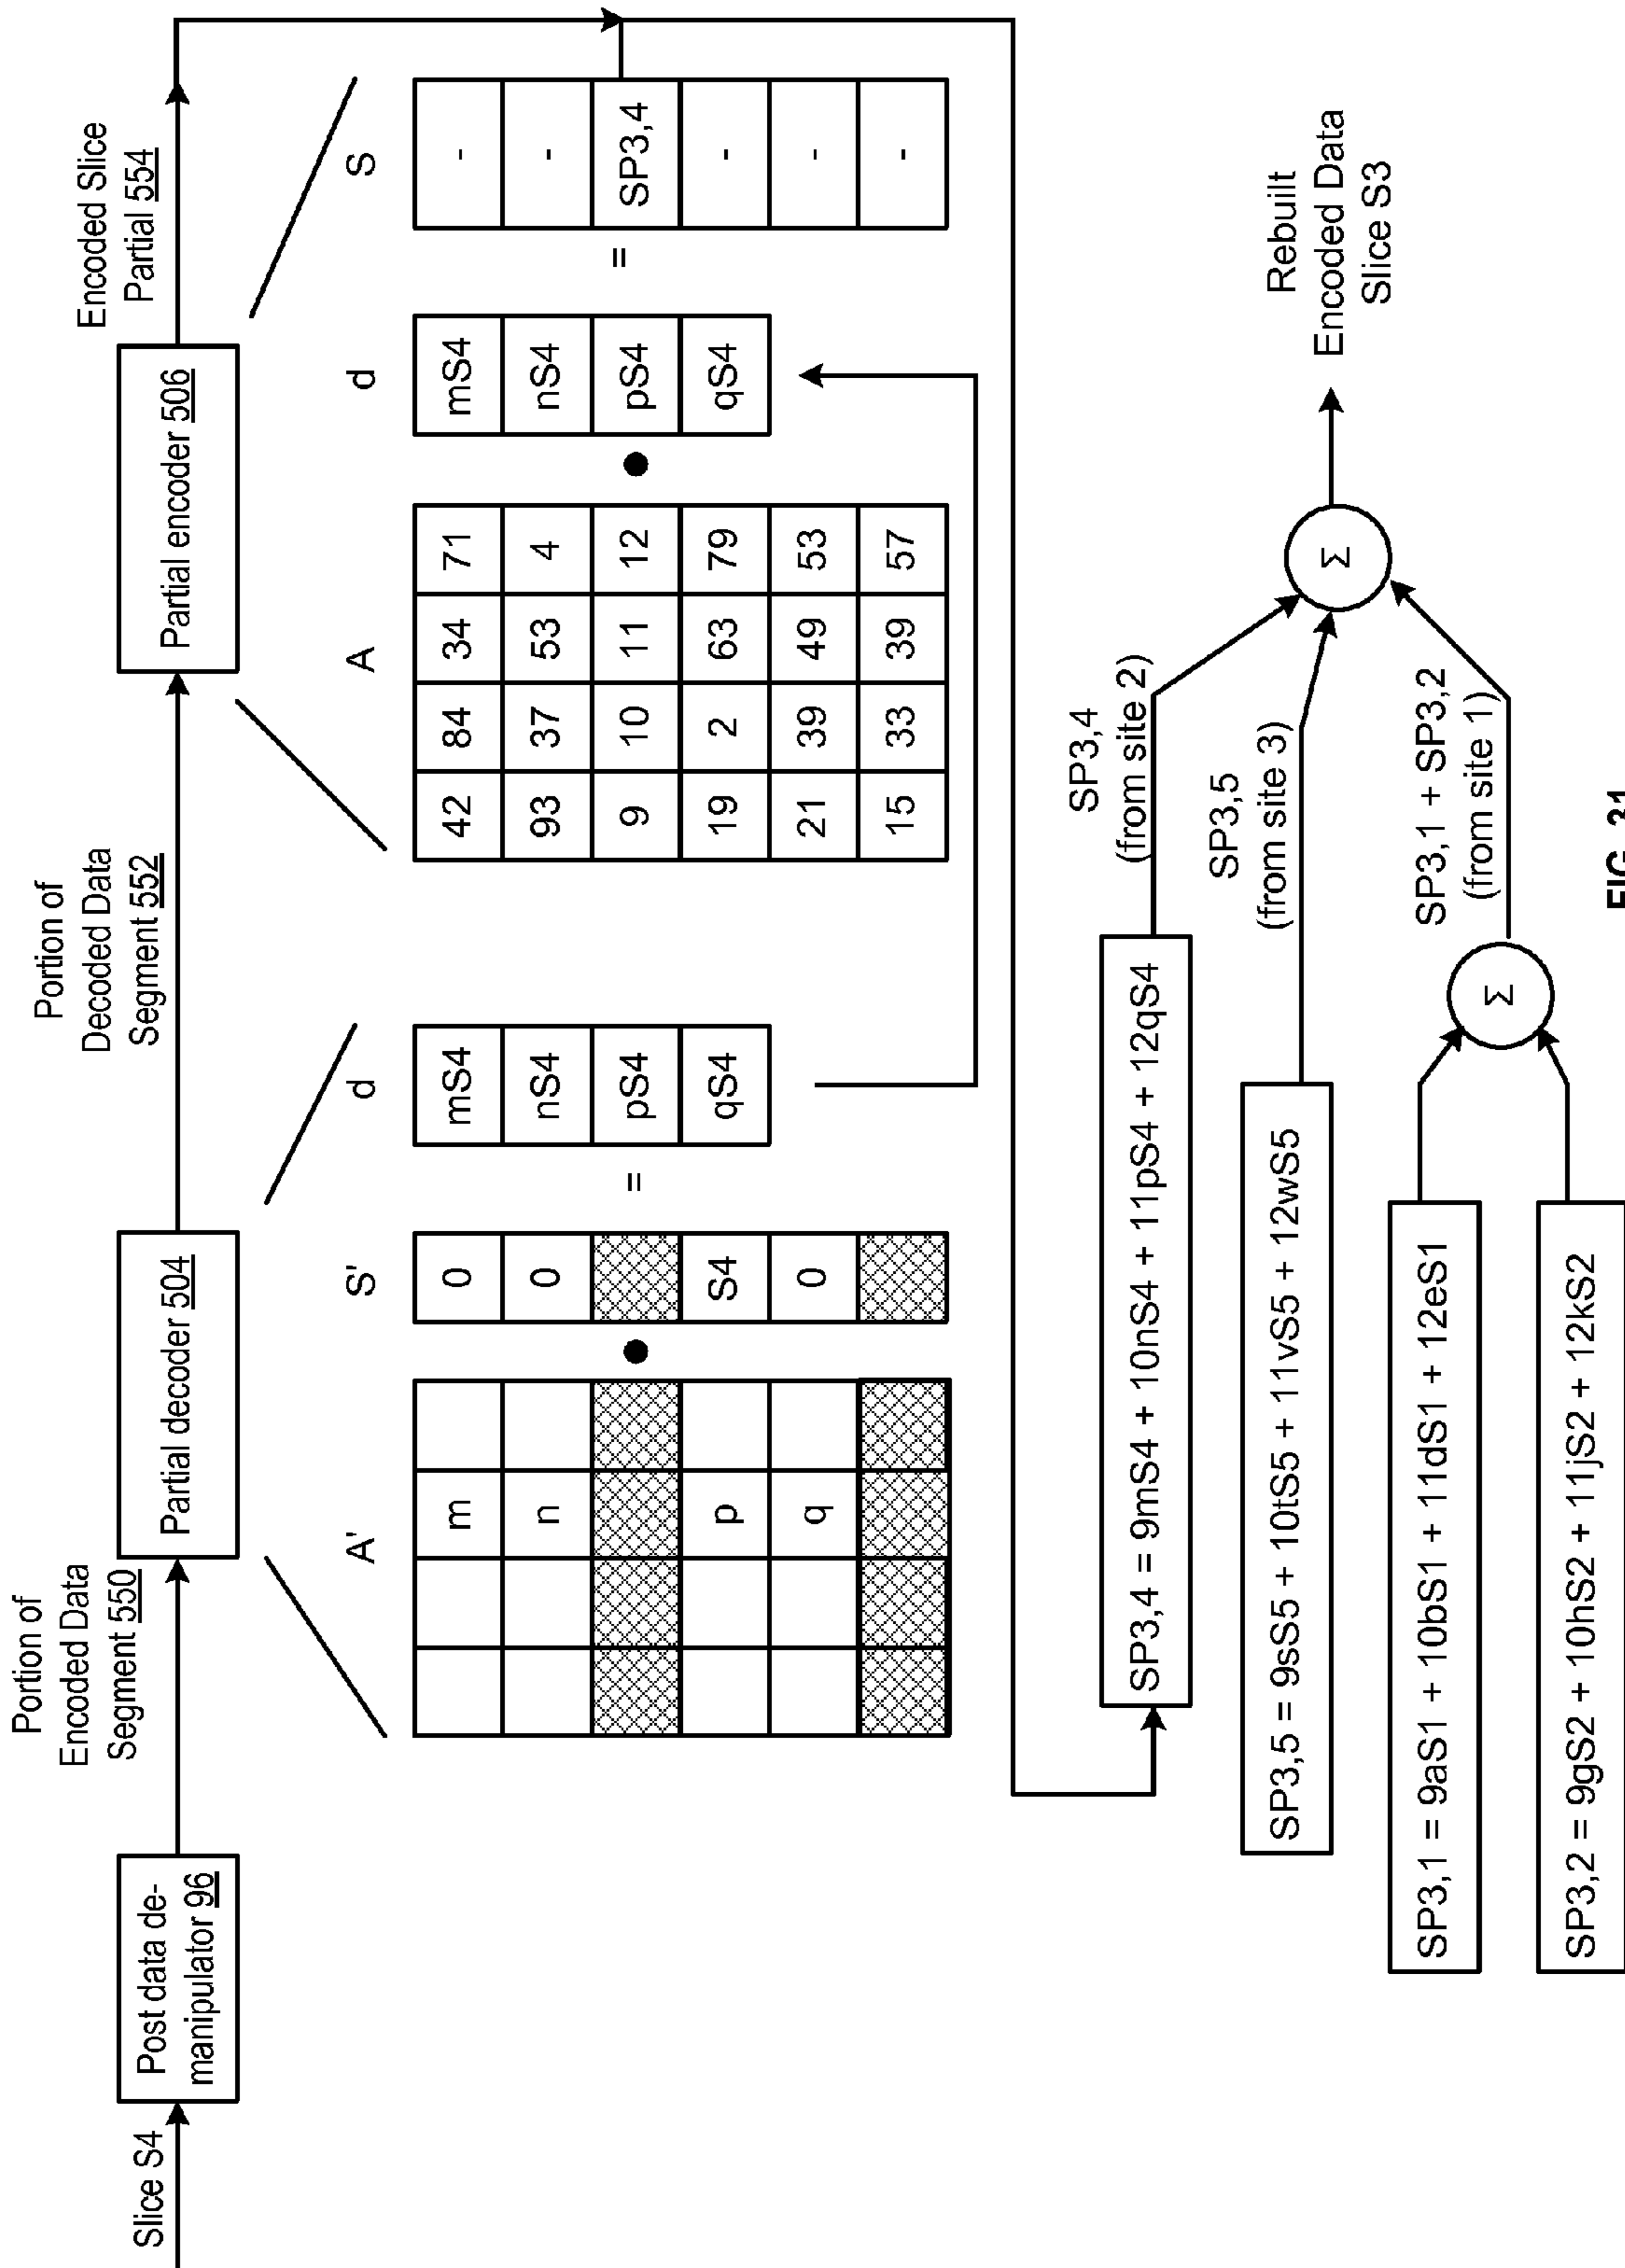 Slice S4
Post data de-
manipulator 96
Portion of
Encoded Data
Segment 550
Partial decoder 504
Portion of
Decoded Data
Segment 552
Partial encoder 506
Encoded Slice
Partial 554
A'
m
n
p
q
S'
0
0
S4
0
=
d
mS4
nS4
pS4
qS4
A
42 84 34 71
93 37 53 4
9 10 11 12
19 2 63 79
21 39 49 53
15 33 39 57
d
mS4
nS4
pS4
qS4
=
S
-
-
SP3,4
-
-
-
SP3,4 = 9mS4 + 10nS4 + 11pS4 + 12qS4
SP3,4
(from site 2)
SP3,5 = 9sS5 + 10tS5 + 11vS5 + 12wS5
SP3,5
(from site 3)
SP3,1 = 9aS1 + 10bS1 + 11dS1 + 12eS1
SP3,2 = 9gS2 + 10hS2 + 11jS2 + 12kS2
Σ
SP3,1 + SP3,2
(from site 1)
Σ
Rebuilt
Encoded Data
Slice S3
FIG. 31